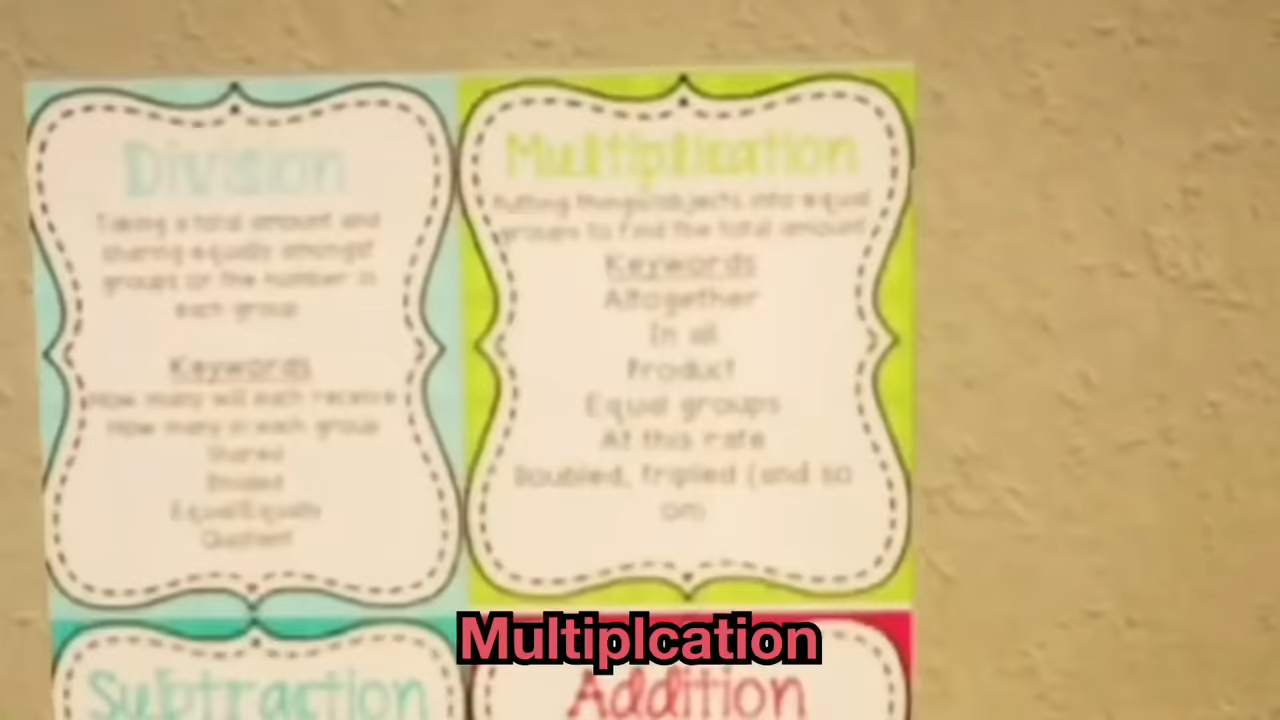 Division
Taking a total amount and
sharing equally amongst
groups or the number in
each group
Keywords
How many will each receive
How many in each group
Shared
Divided
Equal/Equally
Quotient
Multiplication
Putting things/objects into equal
groups to find the total amount
Keywords
Altogether
In all
Product
Equal groups
At this rate
Doubled, tripled (and so
on)
Subtraction
Addition
Multiplcation